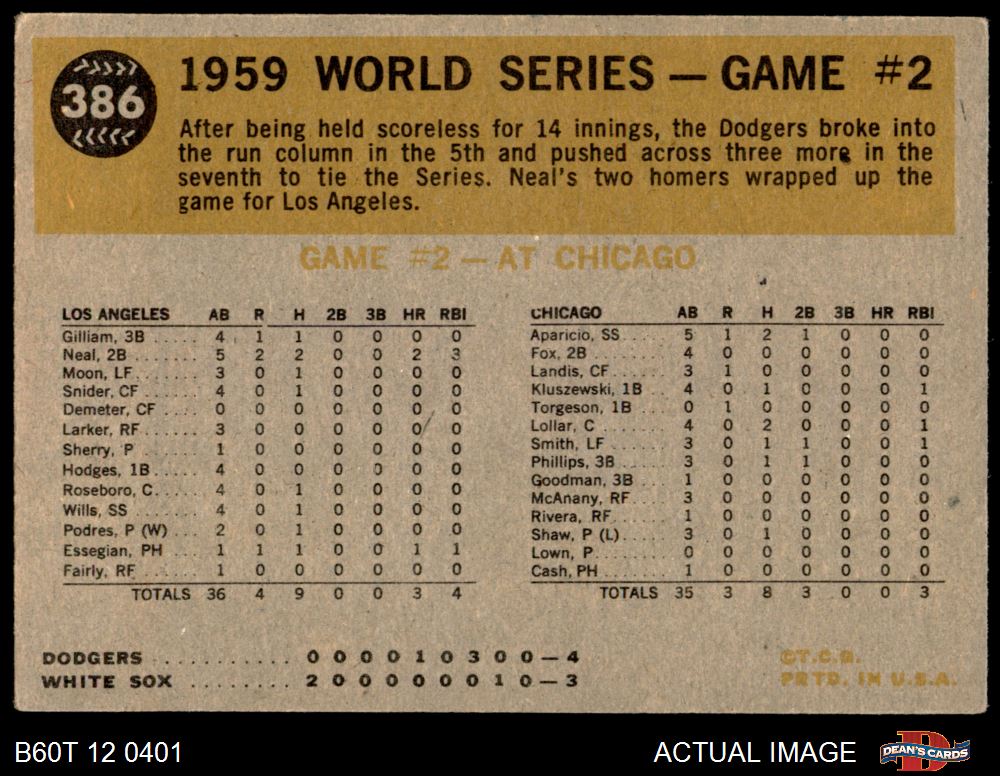 386
1959 WORLD SERIES — GAME #2
After being held scoreless for 14 innings, the Dodgers broke into
the run column in the 5th and pushed across three more in the
seventh to tie the Series. Neal's two homers wrapped up the
game for Los Angeles.
GAME #2 — AT CHICAGO
LOS ANGELES AB R H 2B 3B HR RBI
Gilliam, 3B ..... 4 1 1 0 0 0 0
Neal, 2B ....... 5 2 2 0 0 2 3
Moon, LF ....... 3 0 1 0 0 0 0
Snider, CF ...... 4 0 1 0 0 0 0
Demeter, CF .... 0 0 0 0 0 0 0
Larker, RF ...... 3 0 0 0 0 0 0
Sherry, P ....... 1 0 0 0 0 0 0
Hodges, 1B ..... 4 0 0 0 0 0 0
Roseboro, C ..... 4 0 1 0 0 0 0
Wills, SS ....... 4 0 1 0 0 0 0
Podres, P (W) ... 2 0 1 0 0 0 0
Essegian, PH ... 1 1 1 0 0 1 1
Fairly, RF ...... 1 0 0 0 0 0 0
TOTALS 36 4 9 0 0 3 4
CHICAGO AB R H 2B 3B HR RBI
Aparicio, SS ..... 5 1 2 1 0 0 0
Fox, 2B ......... 4 0 0 0 0 0 0
Landis, CF ...... 3 1 0 0 0 0 0
Kluszewski, 1B .. 4 0 1 0 0 0 1
Torgeson, 1B .... 0 1 0 0 0 0 0
Lollar, C ........ 4 0 2 0 0 0 1
Smith, LF ....... 3 0 1 1 0 0 1
Phillips, 3B ..... 3 0 1 1 0 0 0
Goodman, 3B .... 1 0 0 0 0 0 0
McAnany, RF .... 3 0 0 0 0 0 0
Rivera, RF ...... 1 0 0 0 0 0 0
Shaw, P (L) ..... 3 0 1 0 0 0 0
Lown, P ......... 0 0 0 0 0 0 0
Cash, PH ........ 1 0 0 0 0 0 0
TOTALS 35 3 8 3 0 0 3
DODGERS ........... 0 0 0 0 1 0 3 0 0 — 4
WHITE SOX ........ 2 0 0 0 0 0 0 1 0 — 3
©T.C.G.
PRTD. IN U.S.A.
B60T 12 0401
ACTUAL IMAGE
D
DEAN'S CARDS